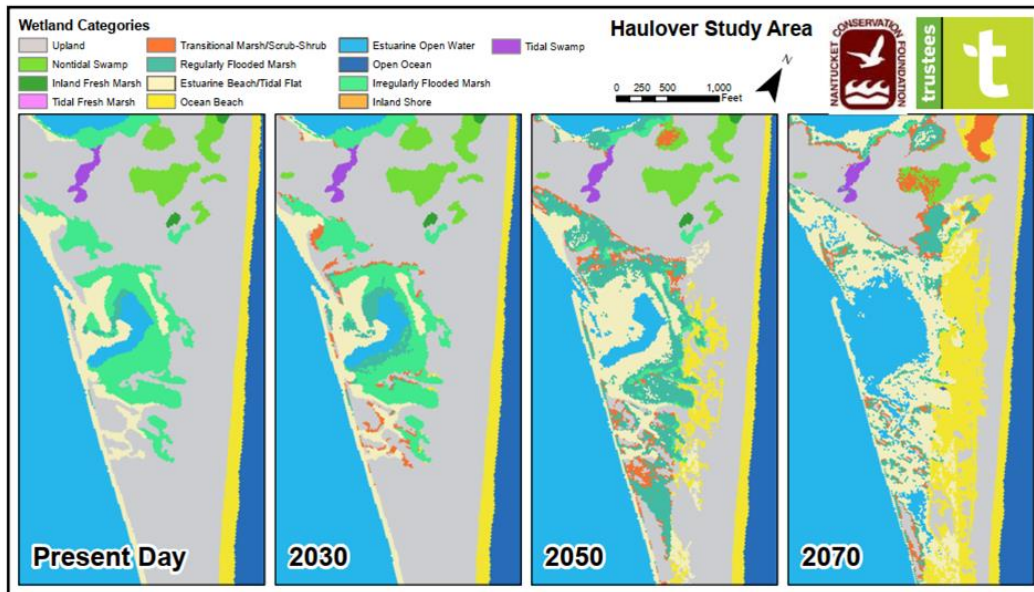 Wetland Categories
Upland
Nontidal Swamp
Inland Fresh Marsh
Tidal Fresh Marsh
Transitional Marsh/Scrub-Shrub
Regularly Flooded Marsh
Estuarine Beach/Tidal Flat
Ocean Beach
Estuarine Open Water
Open Ocean
Irregularly Flooded Marsh
Inland Shore
Tidal Swamp
Haulover Study Area
0 250 500 1,000
Feet
N
NANTUCKET CONSERVATION FOUNDATION
trustees
t
Present Day
2030
2050
2070